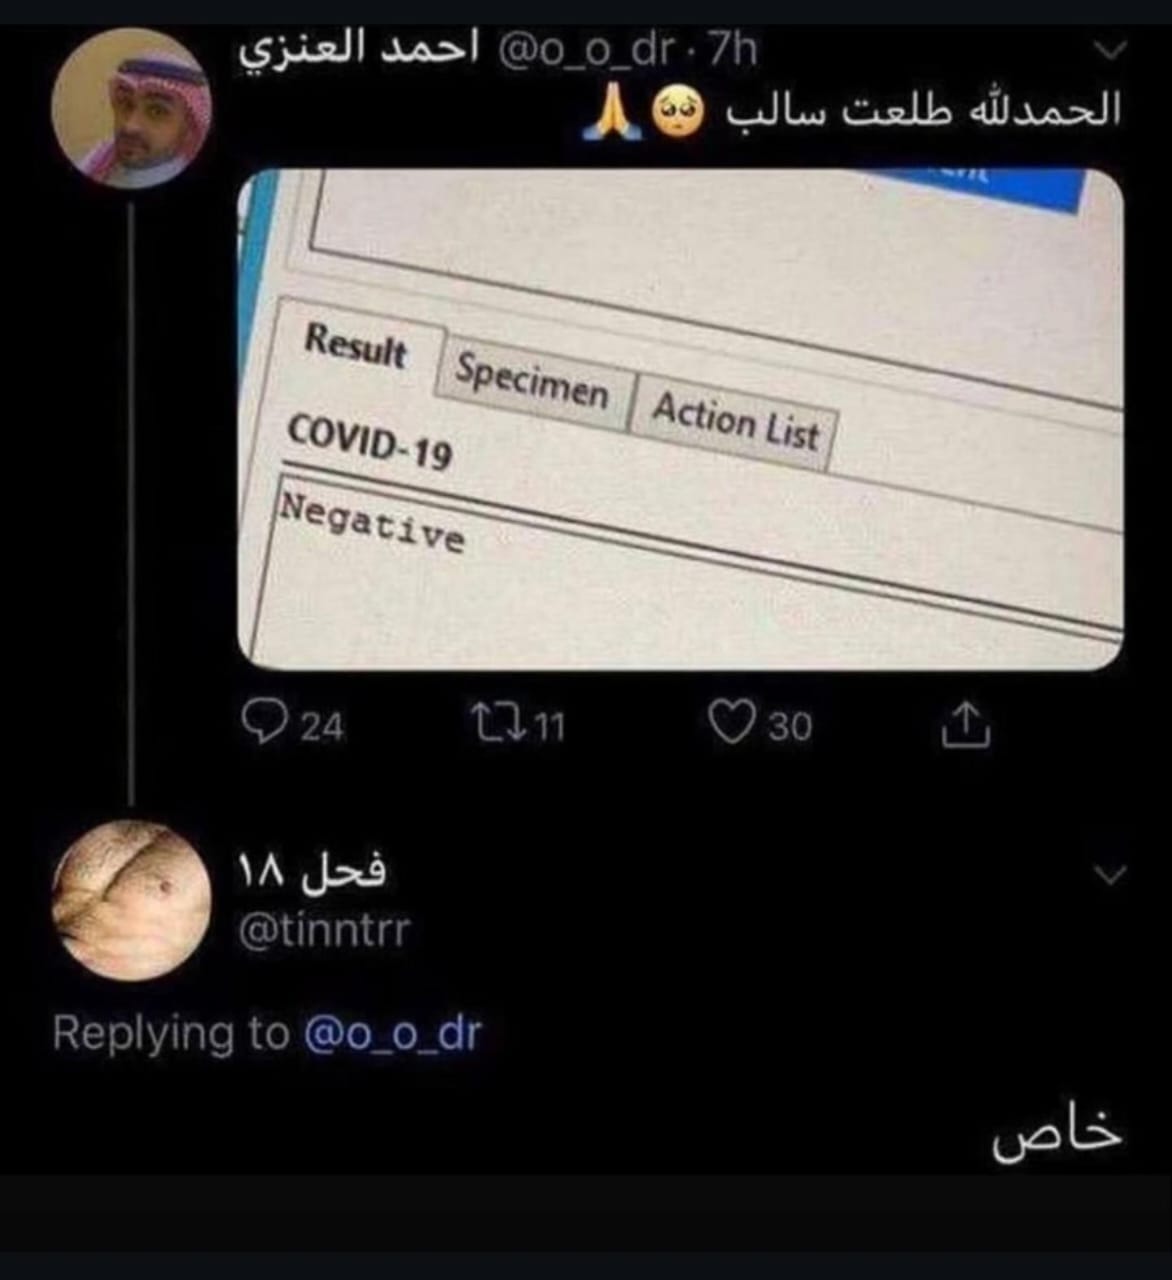 احمد العنزي @o_o_dr · 7h
الحمدلله طلعت سالب 🥺🙏
Result Specimen Action List
COVID-19
Negative
24 11 30
فحل ١٨
@tinntrr
Replying to @o_o_dr
خاص